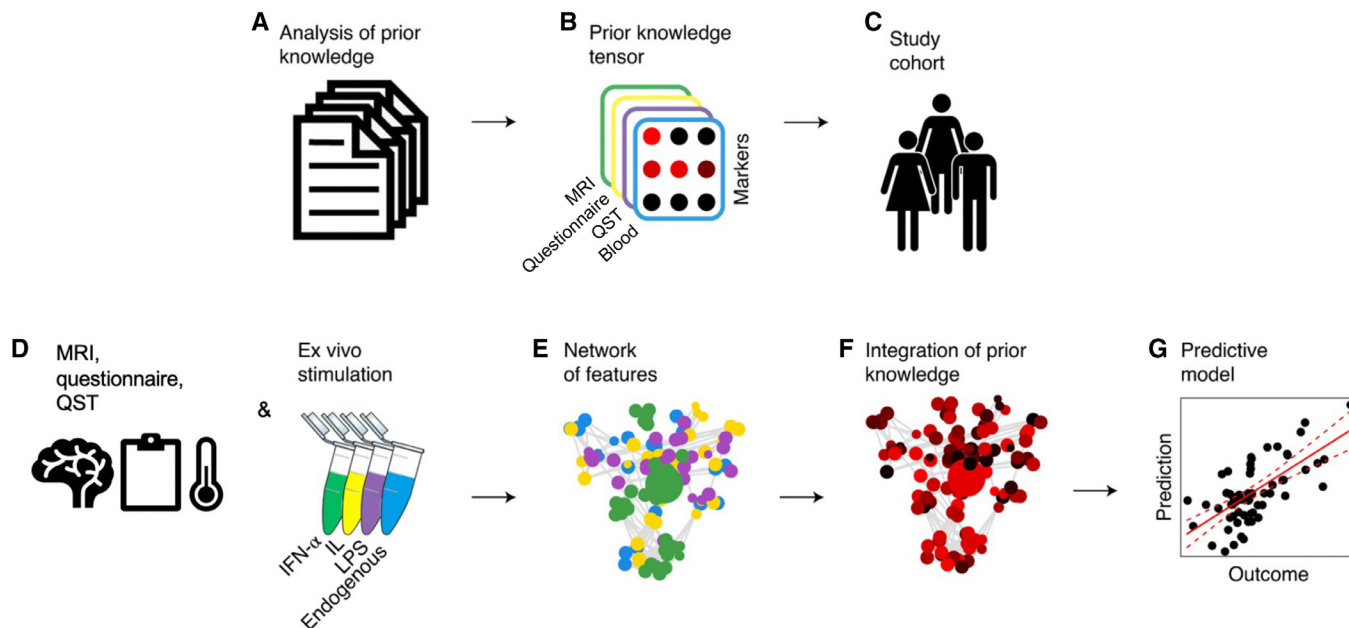 A Analysis of prior
knowledge
B Prior knowledge
tensor
MRI
Questionnaire
QST
Blood
Markers
C Study
cohort
D MRI,
questionnaire,
QST
&
Ex vivo
stimulation
IFN-α
IL
LPS
Endogenous
E Network
of features
F Integration of prior
knowledge
G Predictive
model
Prediction
Outcome